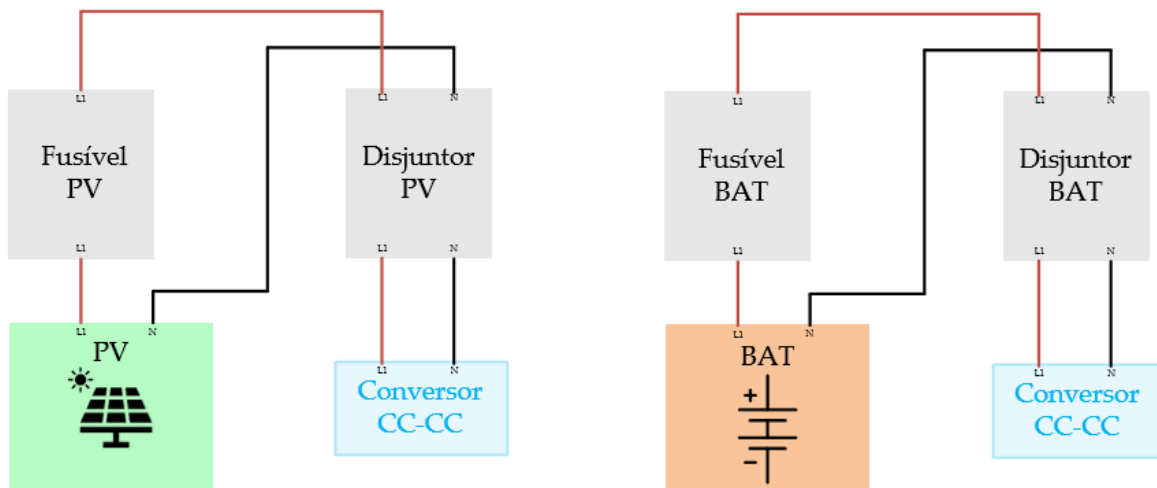 L1
L1
N
L1
L1
N
Fusível
PV
Disjuntor
PV
Fusível
BAT
Disjuntor
BAT
L1
L1
N
L1
L1
N
L1
N
L1
N
PV
BAT
L1
N
L1
N
Conversor
CC-CC
Conversor
CC-CC
+
−